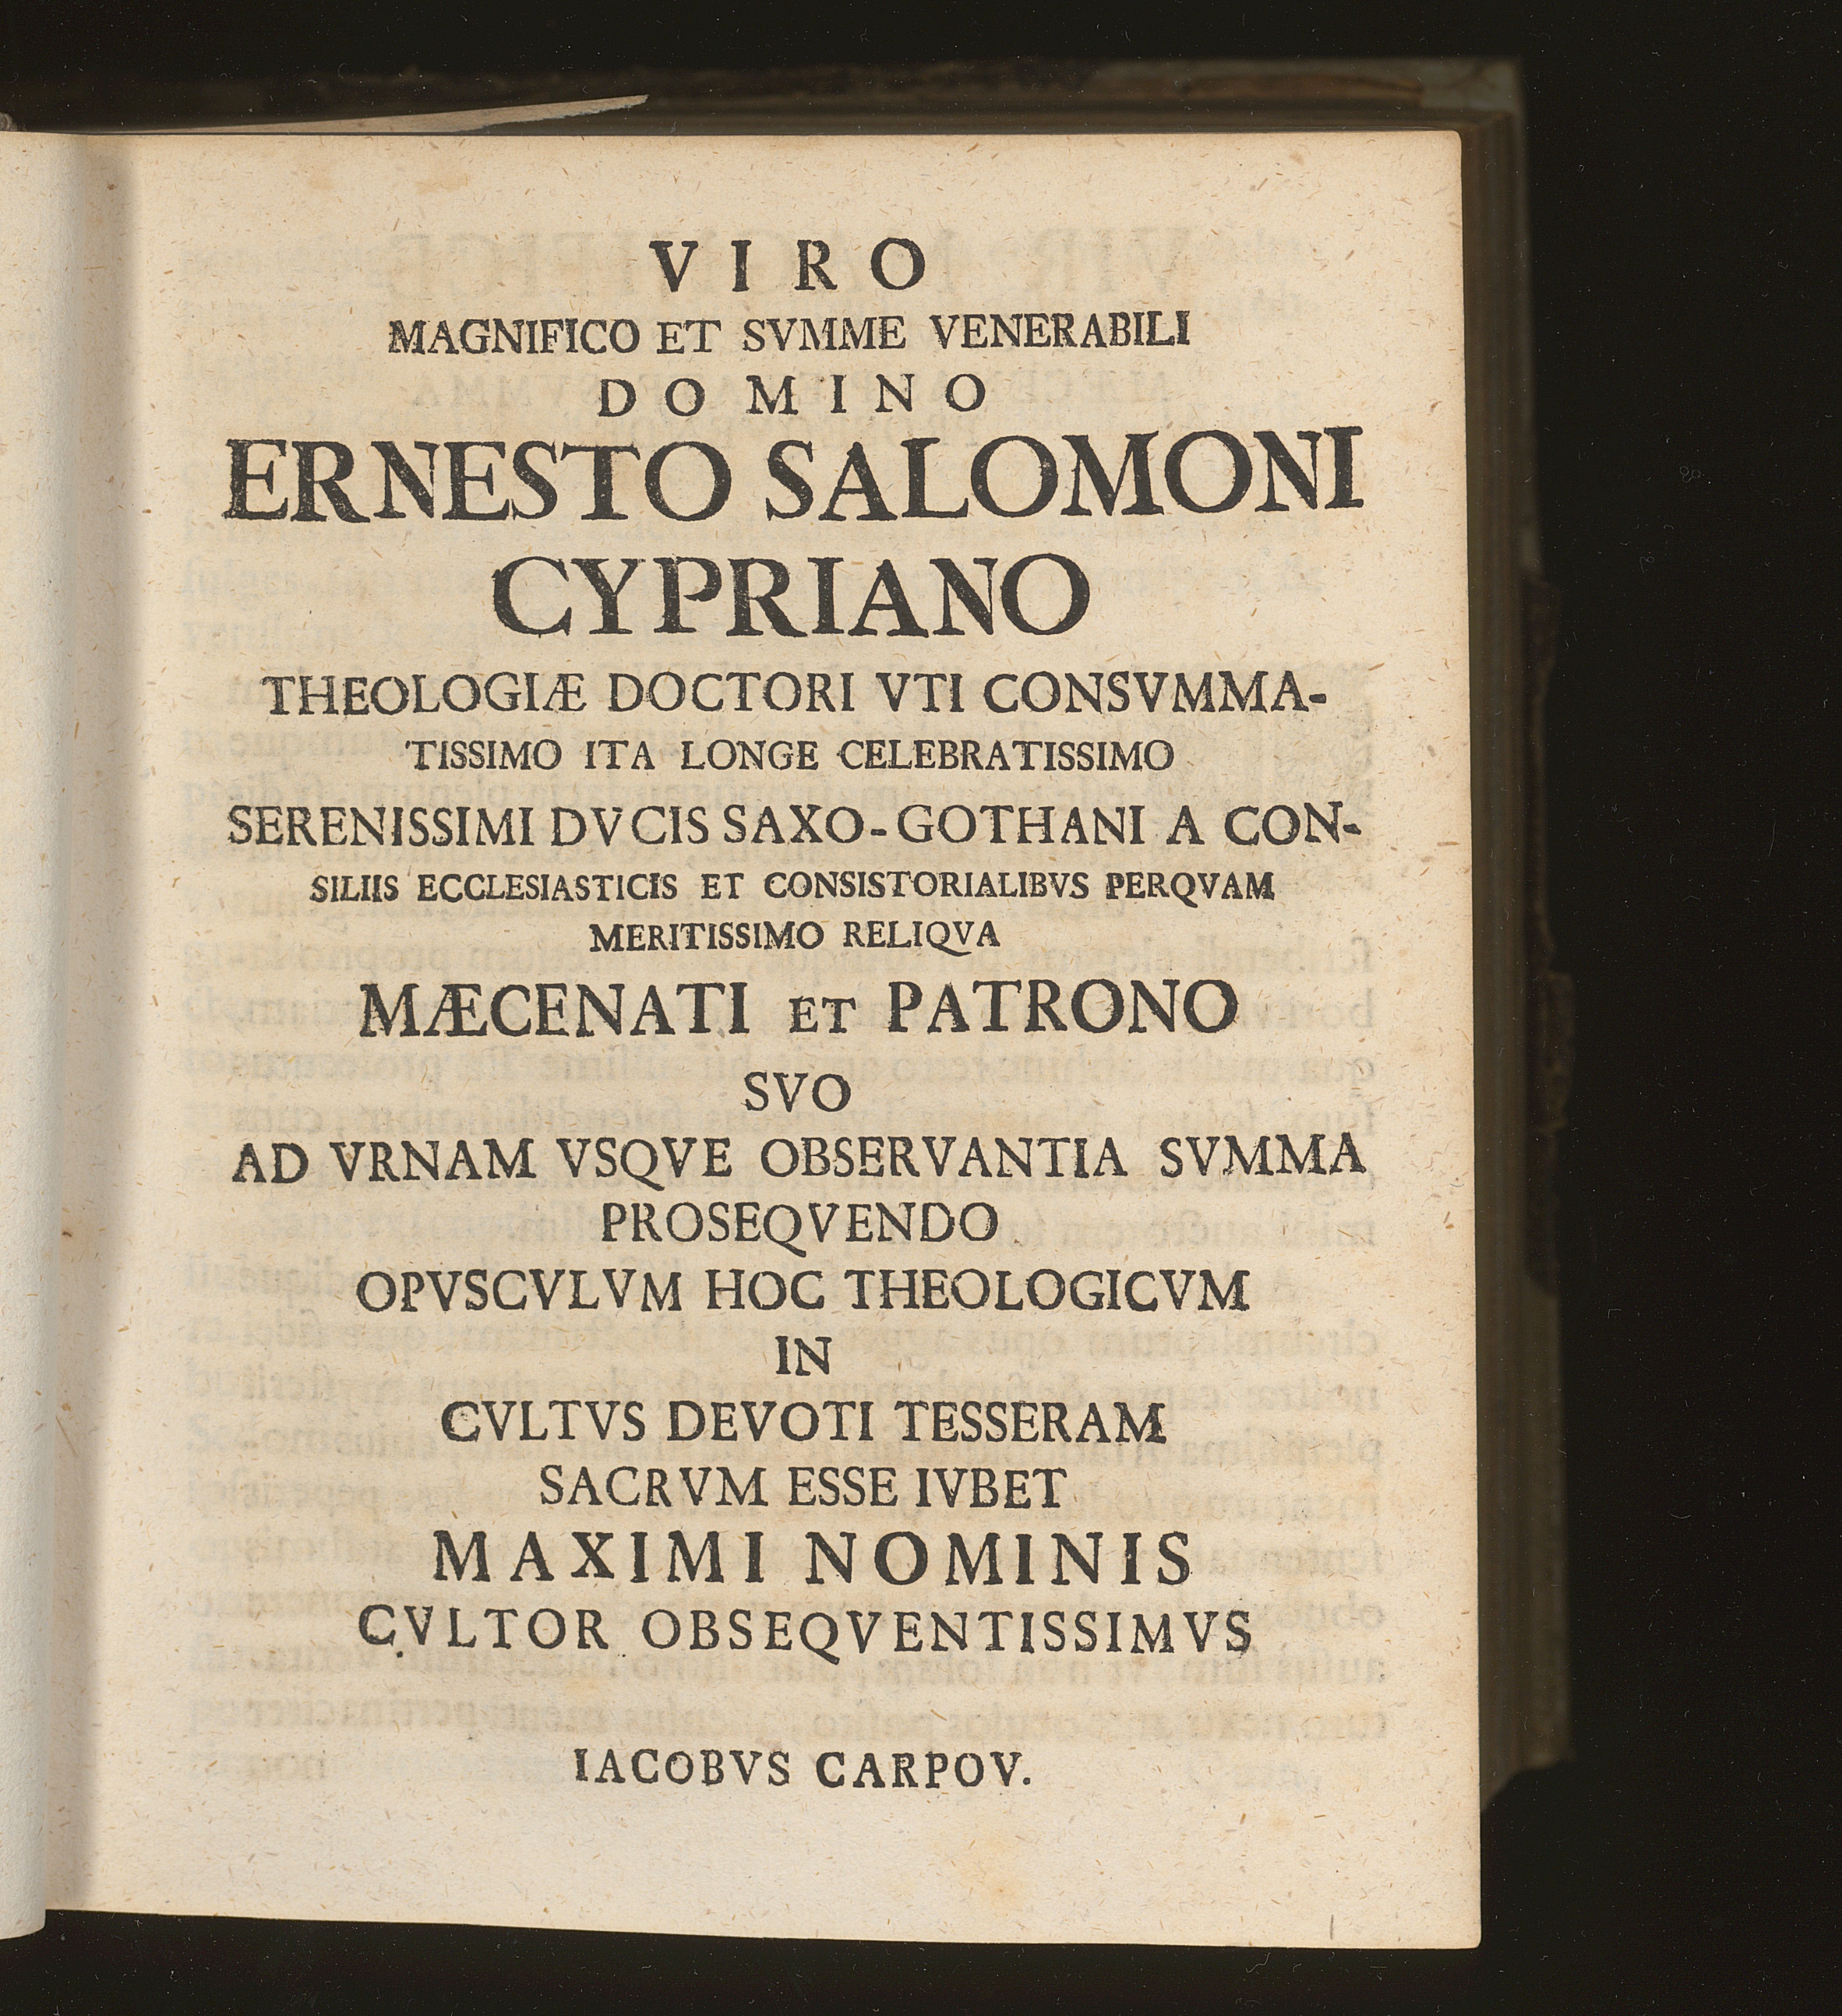 VIRO
MAGNIFICO ET SVMME VENERABILI
DOMINO
ERNESTO SALOMONI
CYPRIANO
THEOLOGIÆ DOCTORI VTI CONSVMMA-
TISSIMO ITA LONGE CELEBRATISSIMO
SERENISSIMI DVCIS SAXO-GOTHANI A CON-
SILIIS ECCLESIASTICIS ET CONSISTORIALIBVS PERQVAM
MERITISSIMO RELIQVA
MÆCENATI ET PATRONO
SVO
AD VRNAM VSQVE OBSERVANTIA SVMMA
PROSEQVENDO
OPVSCVLVM HOC THEOLOGICVM
IN
CVLTVS DEVOTI TESSERAM
SACRVM ESSE IVBET
MAXIMI NOMINIS
CVLTOR OBSEQVENTISSIMVS
IACOBVS CARPOV.